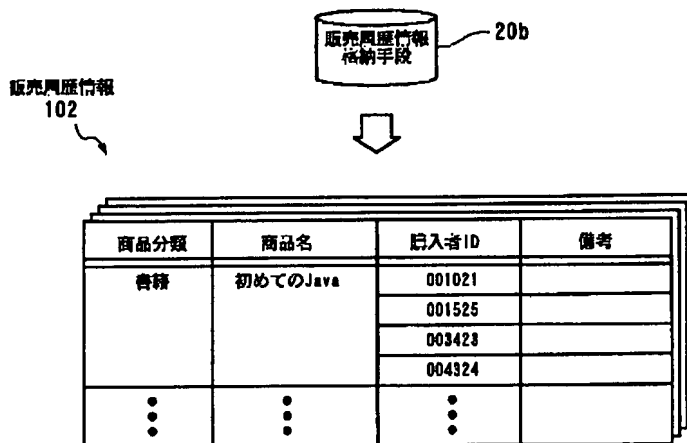 販売履歴情報
格納手段
20b
販売履歴情報
102
商品分類 商品名 購入者ID 備考
書籍 初めてのJava 001021
001525
003423
004324